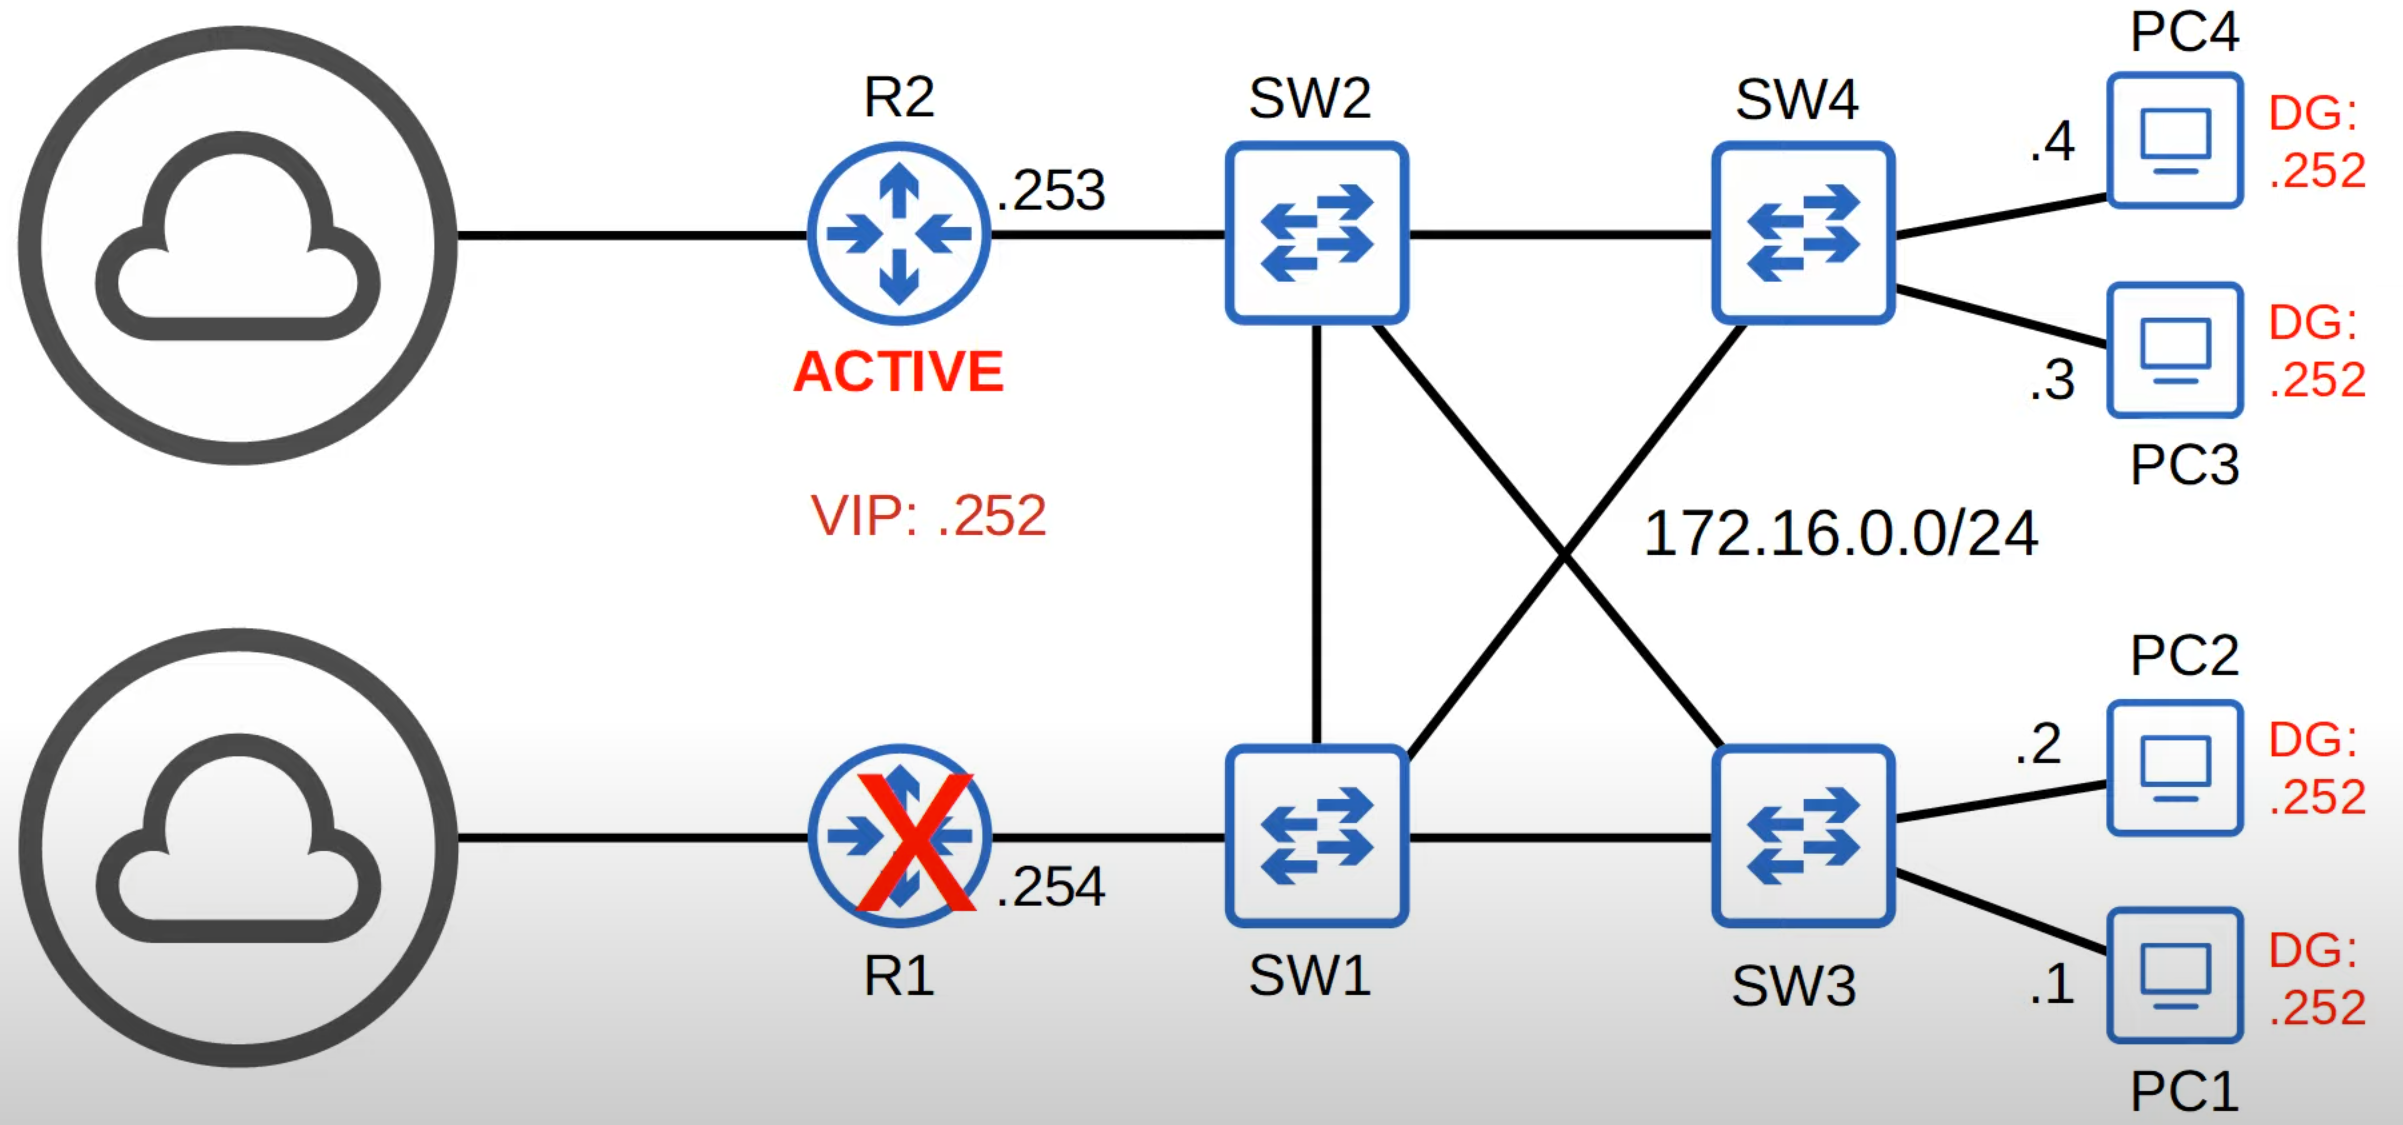 PC4
R2
SW2
SW4
DG:
.252
.4
.253
DG:
.252
.3
ACTIVE
PC3
VIP: .252
172.16.0.0/24
PC2
DG:
.252
.2
X
.254
R1
SW1
SW3
DG:
.252
.1
PC1